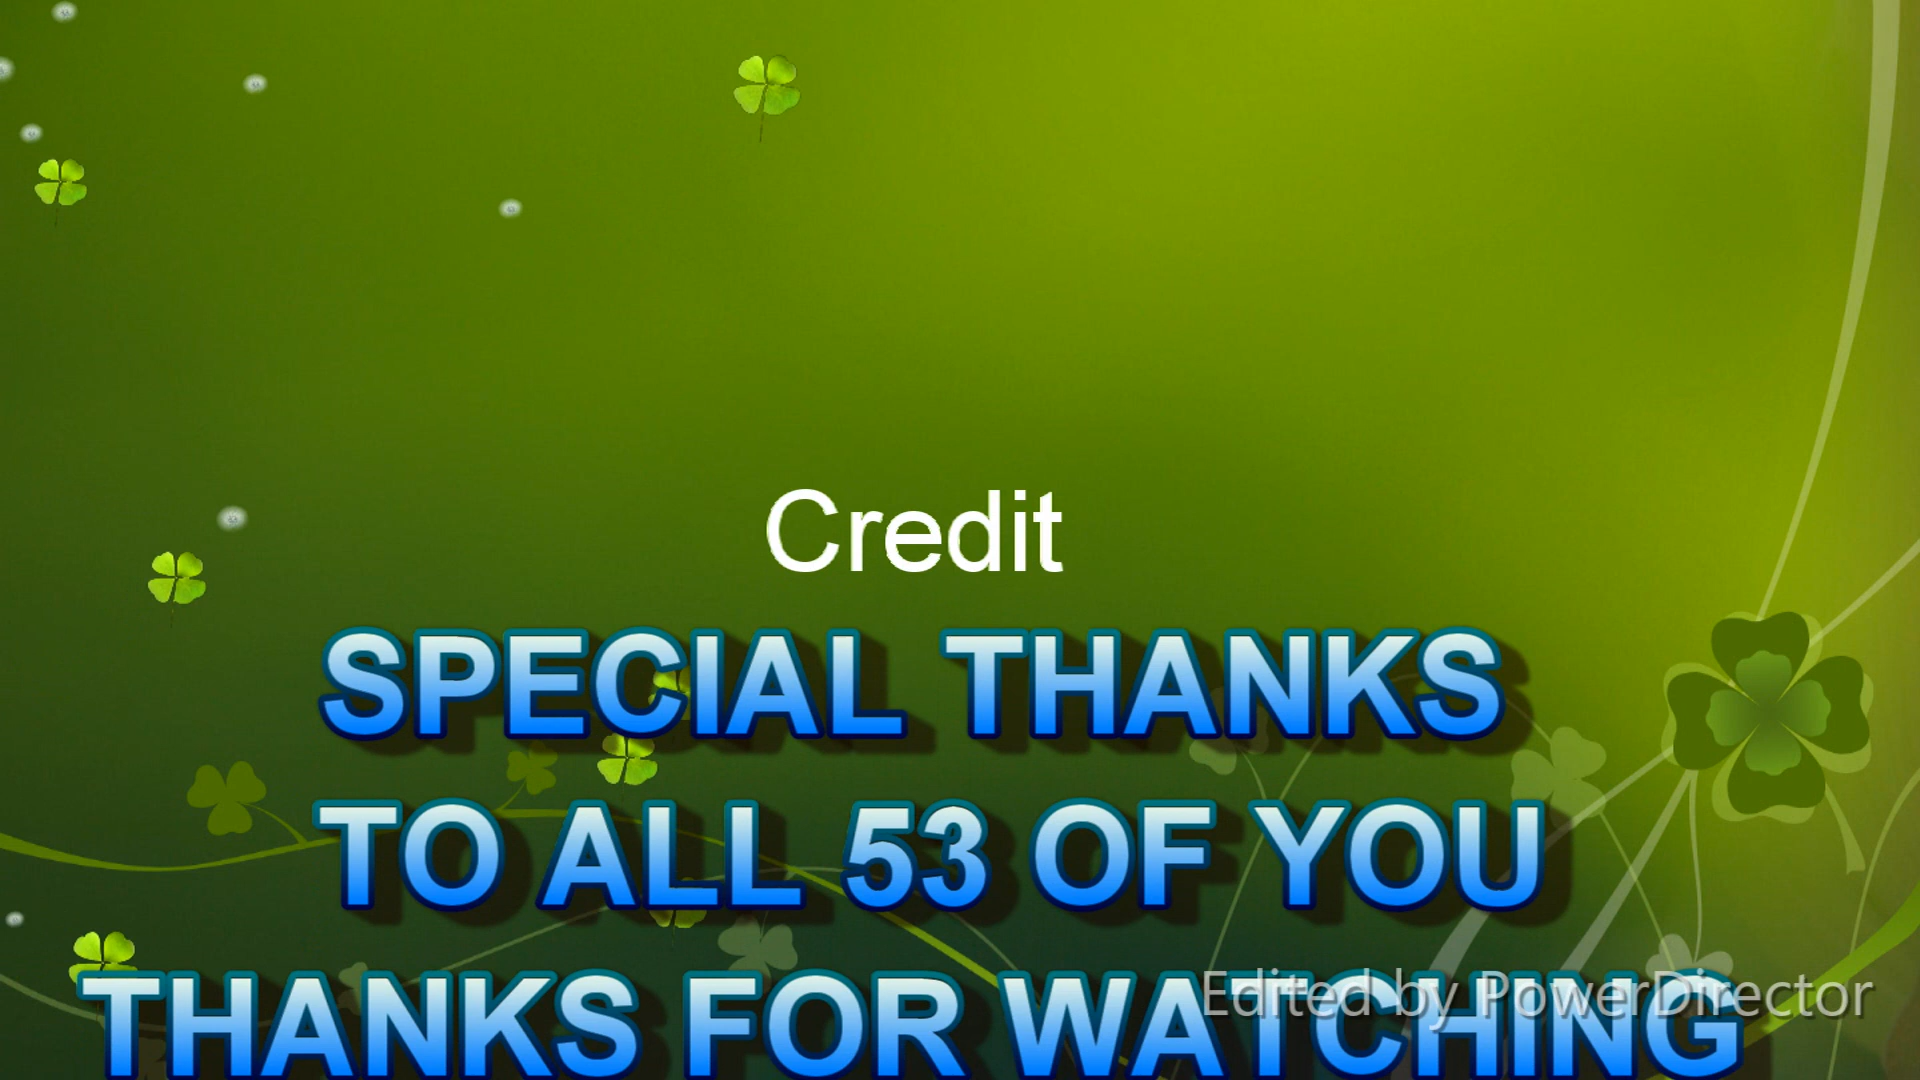 Credit
SPECIAL THANKS
TO ALL 53 OF YOU
THANKS FOR WATCHING
Edited by PowerDirector